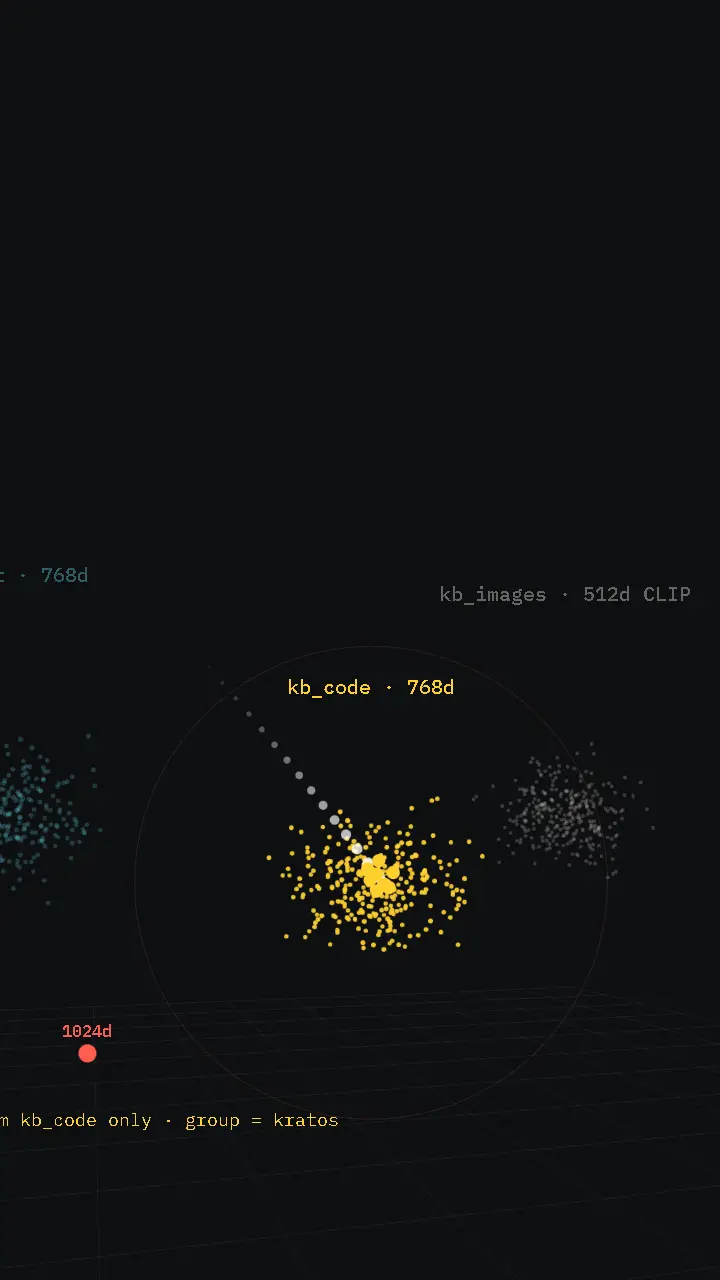 · 768d
kb_images · 512d CLIP
kb_code · 768d
1024d
kb_code only · group = kratos